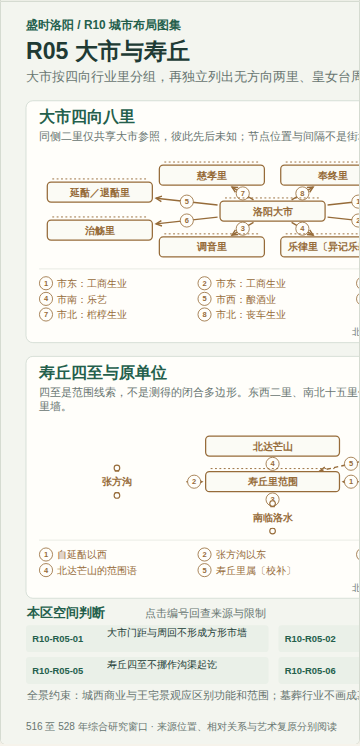 盛时洛阳 / R10 城市布局图集
R05 大市与寿丘
大市按四向行业里分组，再独立列出无方向两里、皇女台
大市四向八里
同侧二里仅共享大市参照，彼此先后未知；节点位置与间隔不是街
慈孝里
奉终里
延酤／退酤里
洛阳大市
治觞里
调音里
乐律里〔异记乐
7
8
5
6
3
4
1 市东：工商生业
2 市东：工商生业
4 市南：乐艺
5 市西：酿酒业
7 市北：棺椁生业
8 市北：丧车生业
北
寿丘四至与原单位
四至是范围线索，不是测得的闭合多边形。东西二里、南北十五里
里墙。
北达芒山
4
5
张方沟
2
寿丘里范围
1
3
南临洛水
1 自延酤以西
2 张方沟以东
4 北达芒山的范围语
5 寿丘里属〔校补〕
北
本区空间判断
点击编号回查来源与限制
R10-R05-01
大市门距与周回不形成方形市墙
R10-R05-02
R10-R05-05
寿丘四至不挪作沟渠起讫
R10-R05-06
全景约束：城西商业与王宅景观应区别功能和范围；墓葬行业不画成
516 至 528 年综合研究窗口 · 来源位置、相对关系与艺术复原分别阅读